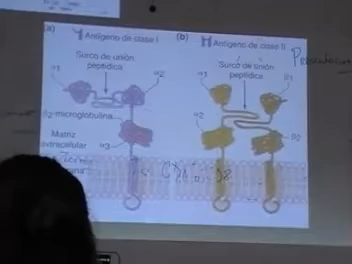 (a) Antígeno de clase I
Surco de unión
peptídica
α1
α2
β2-microglobulina
Matriz
extracelular
α3
(b) Antígeno de clase II
Surco de unión
peptídica
α1
β1
α2
β2